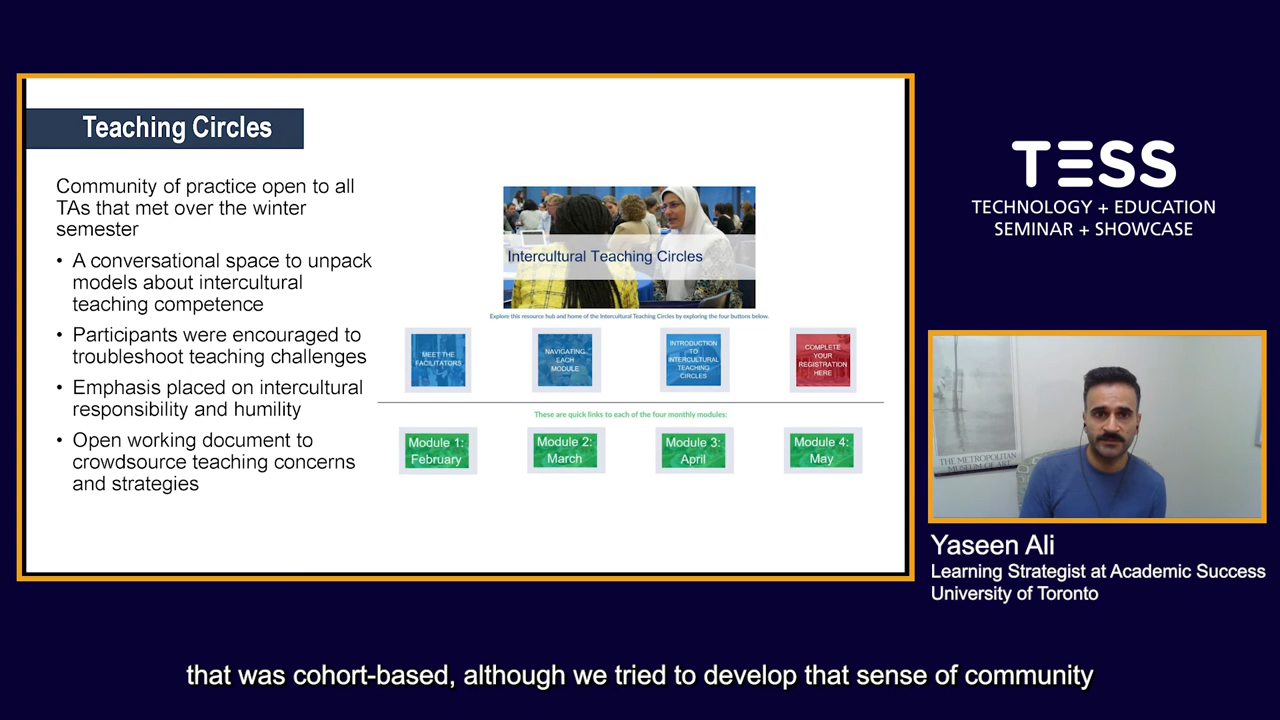 Teaching Circles
Community of practice open to all
TAs that met over the winter
semester
• A conversational space to unpack
models about intercultural
teaching competence
• Participants were encouraged to
troubleshoot teaching challenges
• Emphasis placed on intercultural
responsibility and humility
• Open working document to
crowdsource teaching concerns
and strategies
Intercultural Teaching Circles
Explore this resource hub and home of the Intercultural Teaching Circles by exploring the four buttons below.
MEET THE
FACILITATORS
NAVIGATING
EACH
MODULE
INTRODUCTION
TO
INTERCULTURAL
TEACHING
CIRCLES
COMPLETE
YOUR
REGISTRATION
HERE
These are quick links to each of the four monthly modules:
Module 1:
February
Module 2:
March
Module 3:
April
Module 4:
May
TESS
TECHNOLOGY + EDUCATION
SEMINAR + SHOWCASE
THE METROPOLITAN
MUSEUM OF ART
Yaseen Ali
Learning Strategist at Academic Success
University of Toronto
that was cohort-based, although we tried to develop that sense of community